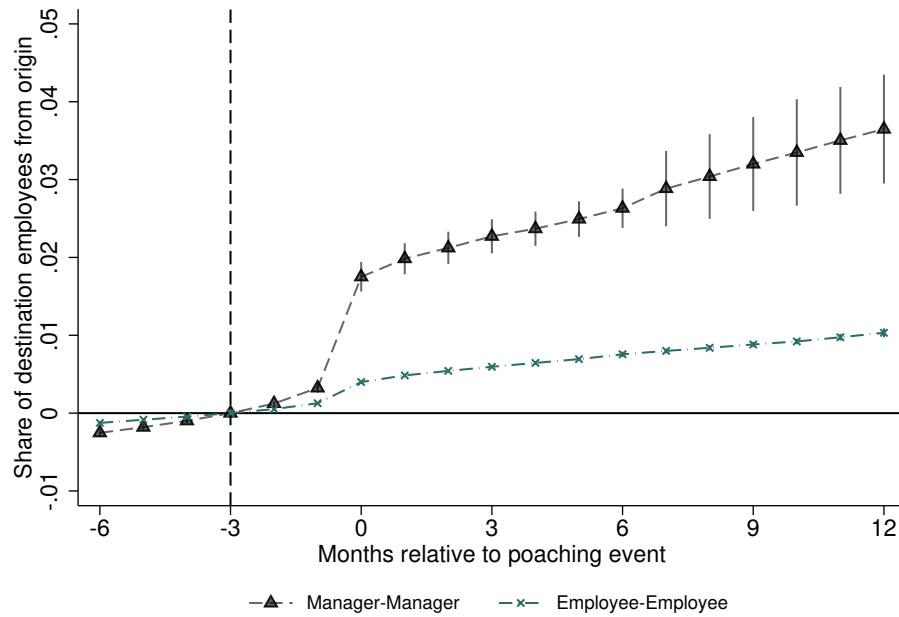 Share of destination employees from origin
.05
.04
.03
.02
.01
0
-.01
-6 -3 0 3 6 9 12
Months relative to poaching event
Manager-Manager Employee-Employee